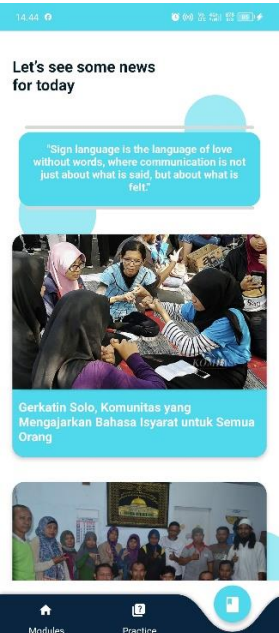 14.44
Let's see some news
for today
"Sign language is the language of love
without words, where communication is not
just about what is said, but about what is
felt."
Gerkatin Solo, Komunitas yang
Mengajarkan Bahasa Isyarat untuk Semua
Orang
Modules
Practice